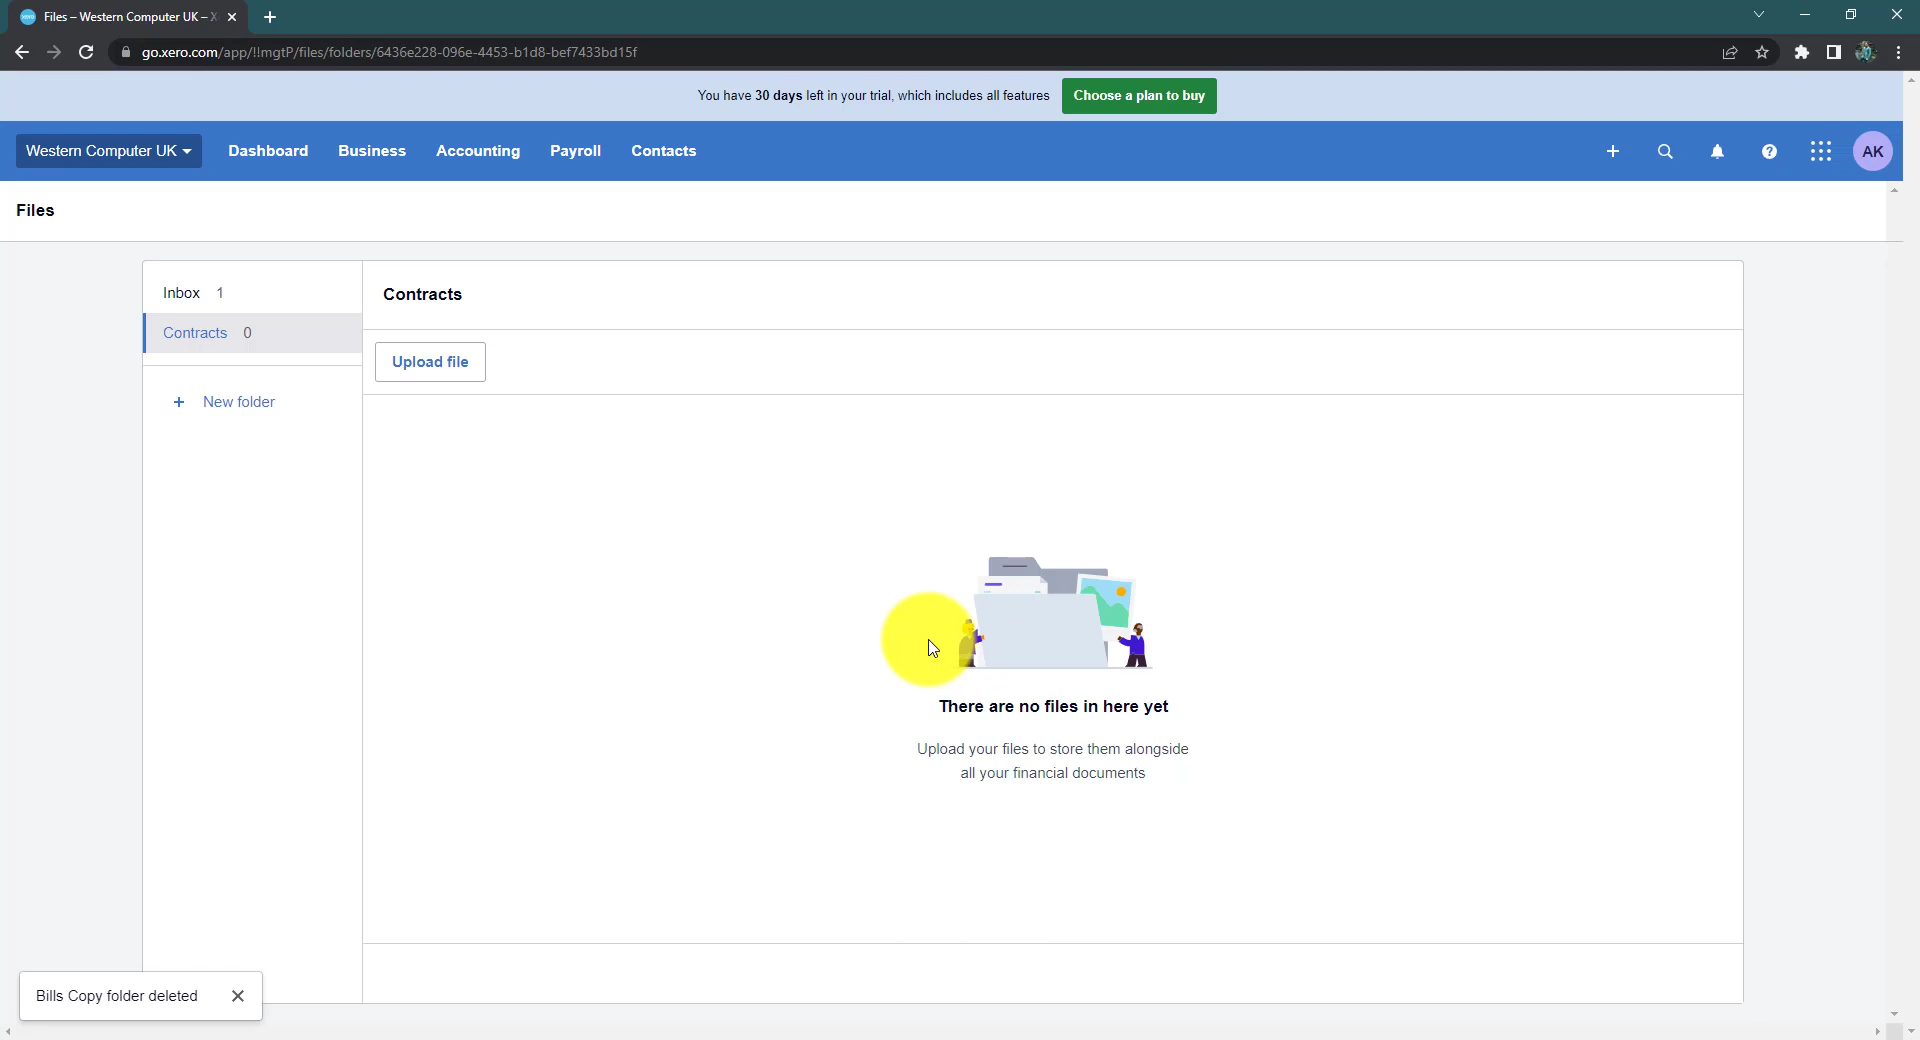 Files – Western Computer UK – X
go.xero.com/app/!!mgtP/files/folders/6436e228-096e-4453-b1d8-bef7433bd15f
You have 30 days left in your trial, which includes all features
Choose a plan to buy
Western Computer UK
Dashboard
Business
Accounting
Payroll
Contacts
AK
Files
Inbox 1
Contracts 0
New folder
Contracts
Upload file
There are no files in here yet
Upload your files to store them alongside
all your financial documents
Bills Copy folder deleted